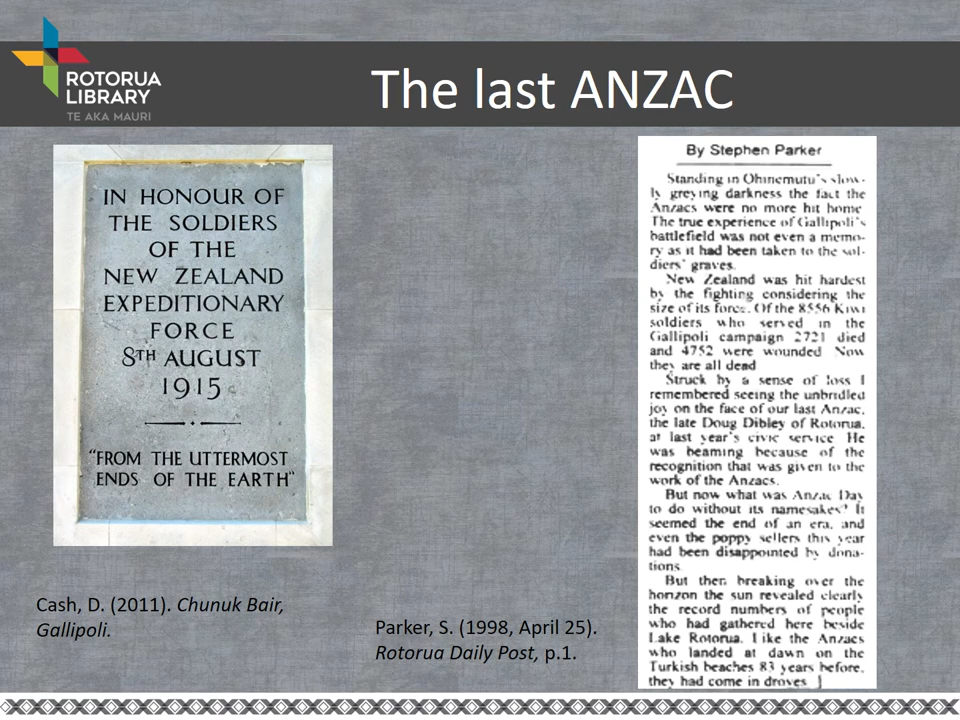 ROTORUA
LIBRARY
TE AKA MAURI
The last ANZAC
IN HONOUR OF
THE SOLDIERS
OF THE
NEW ZEALAND
EXPEDITIONARY
FORCE
8TH AUGUST
1915
"FROM THE UTTERMOST
ENDS OF THE EARTH"
Cash, D. (2011). Chunuk Bair,
Gallipoli.
Parker, S. (1998, April 25).
Rotorua Daily Post, p.1.
By Stephen Parker
Standing in Ohinemutu's slow-
ly greying darkness the fact the
Anzacs were no more hit home.
The true experience of Gallipoli's
battlefield was not even a memo-
ry as it had been taken to the sol-
diers' graves.
New Zealand was hit hardest
by the fighting considering the
size of its force. Of the 8556 Kiwi
soldiers who served in the
Gallipoli campaign 2721 died
and 4752 were wounded. Now
they are all dead
Struck by a sense of loss I
remembered seeing the unbridled
joy on the face of our last Anzac,
the late Doug Dibley of Rotorua,
at last year's civic service. He
was beaming because of the
recognition that was given to the
work of the Anzacs.
But now what was Anzac Day
to do without its namesakes? It
seemed the end of an era, and
even the poppy sellers this year
had been disappointed by dona-
tions.
But then breaking over the
horizon the sun revealed clearly
the record numbers of people
who had gathered here beside
Lake Rotorua. Like the Anzacs
who landed at dawn on the
Turkish beaches 83 years before,
they had come in droves.